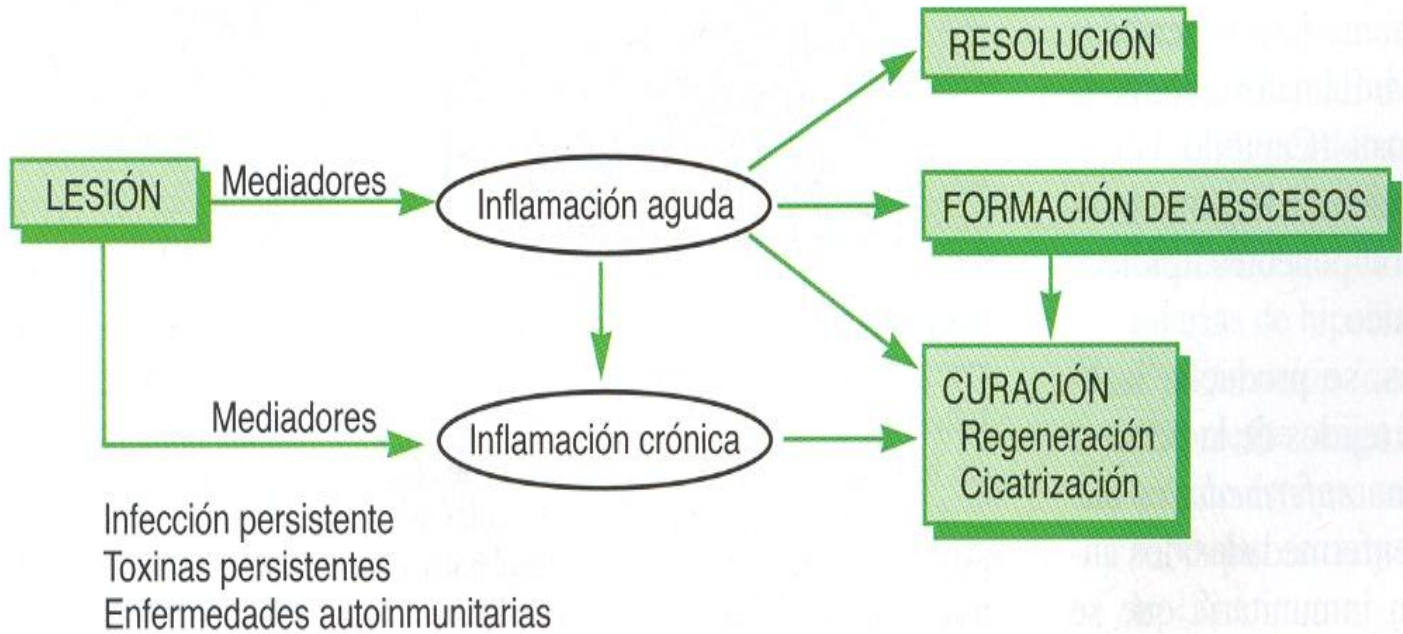 RESOLUCIÓN
LESIÓN
Mediadores
Inflamación aguda
FORMACIÓN DE ABSCESOS
Mediadores
Inflamación crónica
CURACIÓN
Regeneración
Cicatrización
Infección persistente
Toxinas persistentes
Enfermedades autoinmunitarias